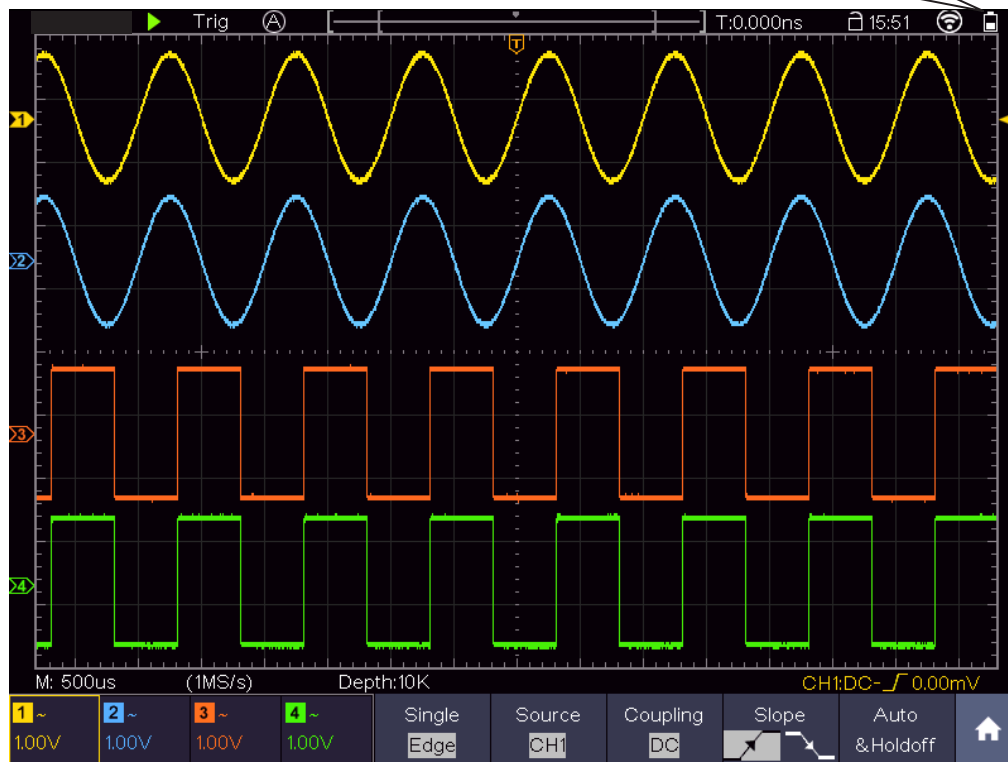 Trig A T:0.000ns 15:51
T
1
2
3
4
M: 500us (1MS/s) Depth:10K CH1:DC- 0.00mV
1 ~ 2 ~ 3 ~ 4 ~ Single Source Coupling Slope Auto
1.00V 1.00V 1.00V 1.00V Edge CH1 DC &Holdoff